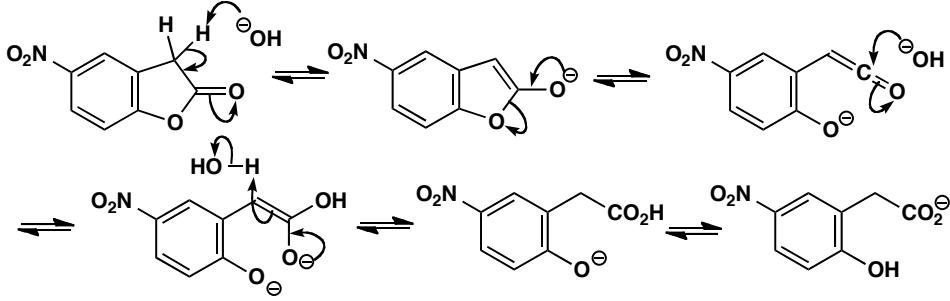 H H ⊖OH
O₂N O O
O₂N O⊖ O
O₂N C O ⊖OH O⊖
HO–H
O₂N OH O⊖ O⊖
O₂N CO₂H O⊖
O₂N CO₂⊖ OH